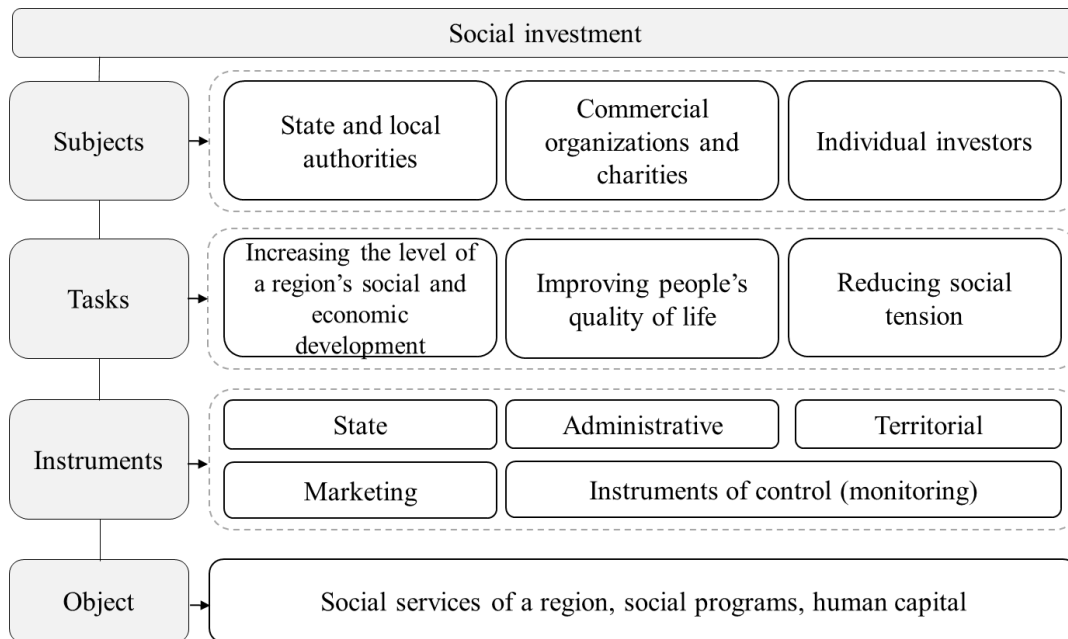 Social investment
Subjects
State and local
authorities
Commercial
organizations and
charities
Individual investors
Tasks
Increasing the level of
a region’s social and
economic
development
Improving people’s
quality of life
Reducing social
tension
Instruments
State
Administrative
Territorial
Marketing
Instruments of control (monitoring)
Object
Social services of a region, social programs, human capital